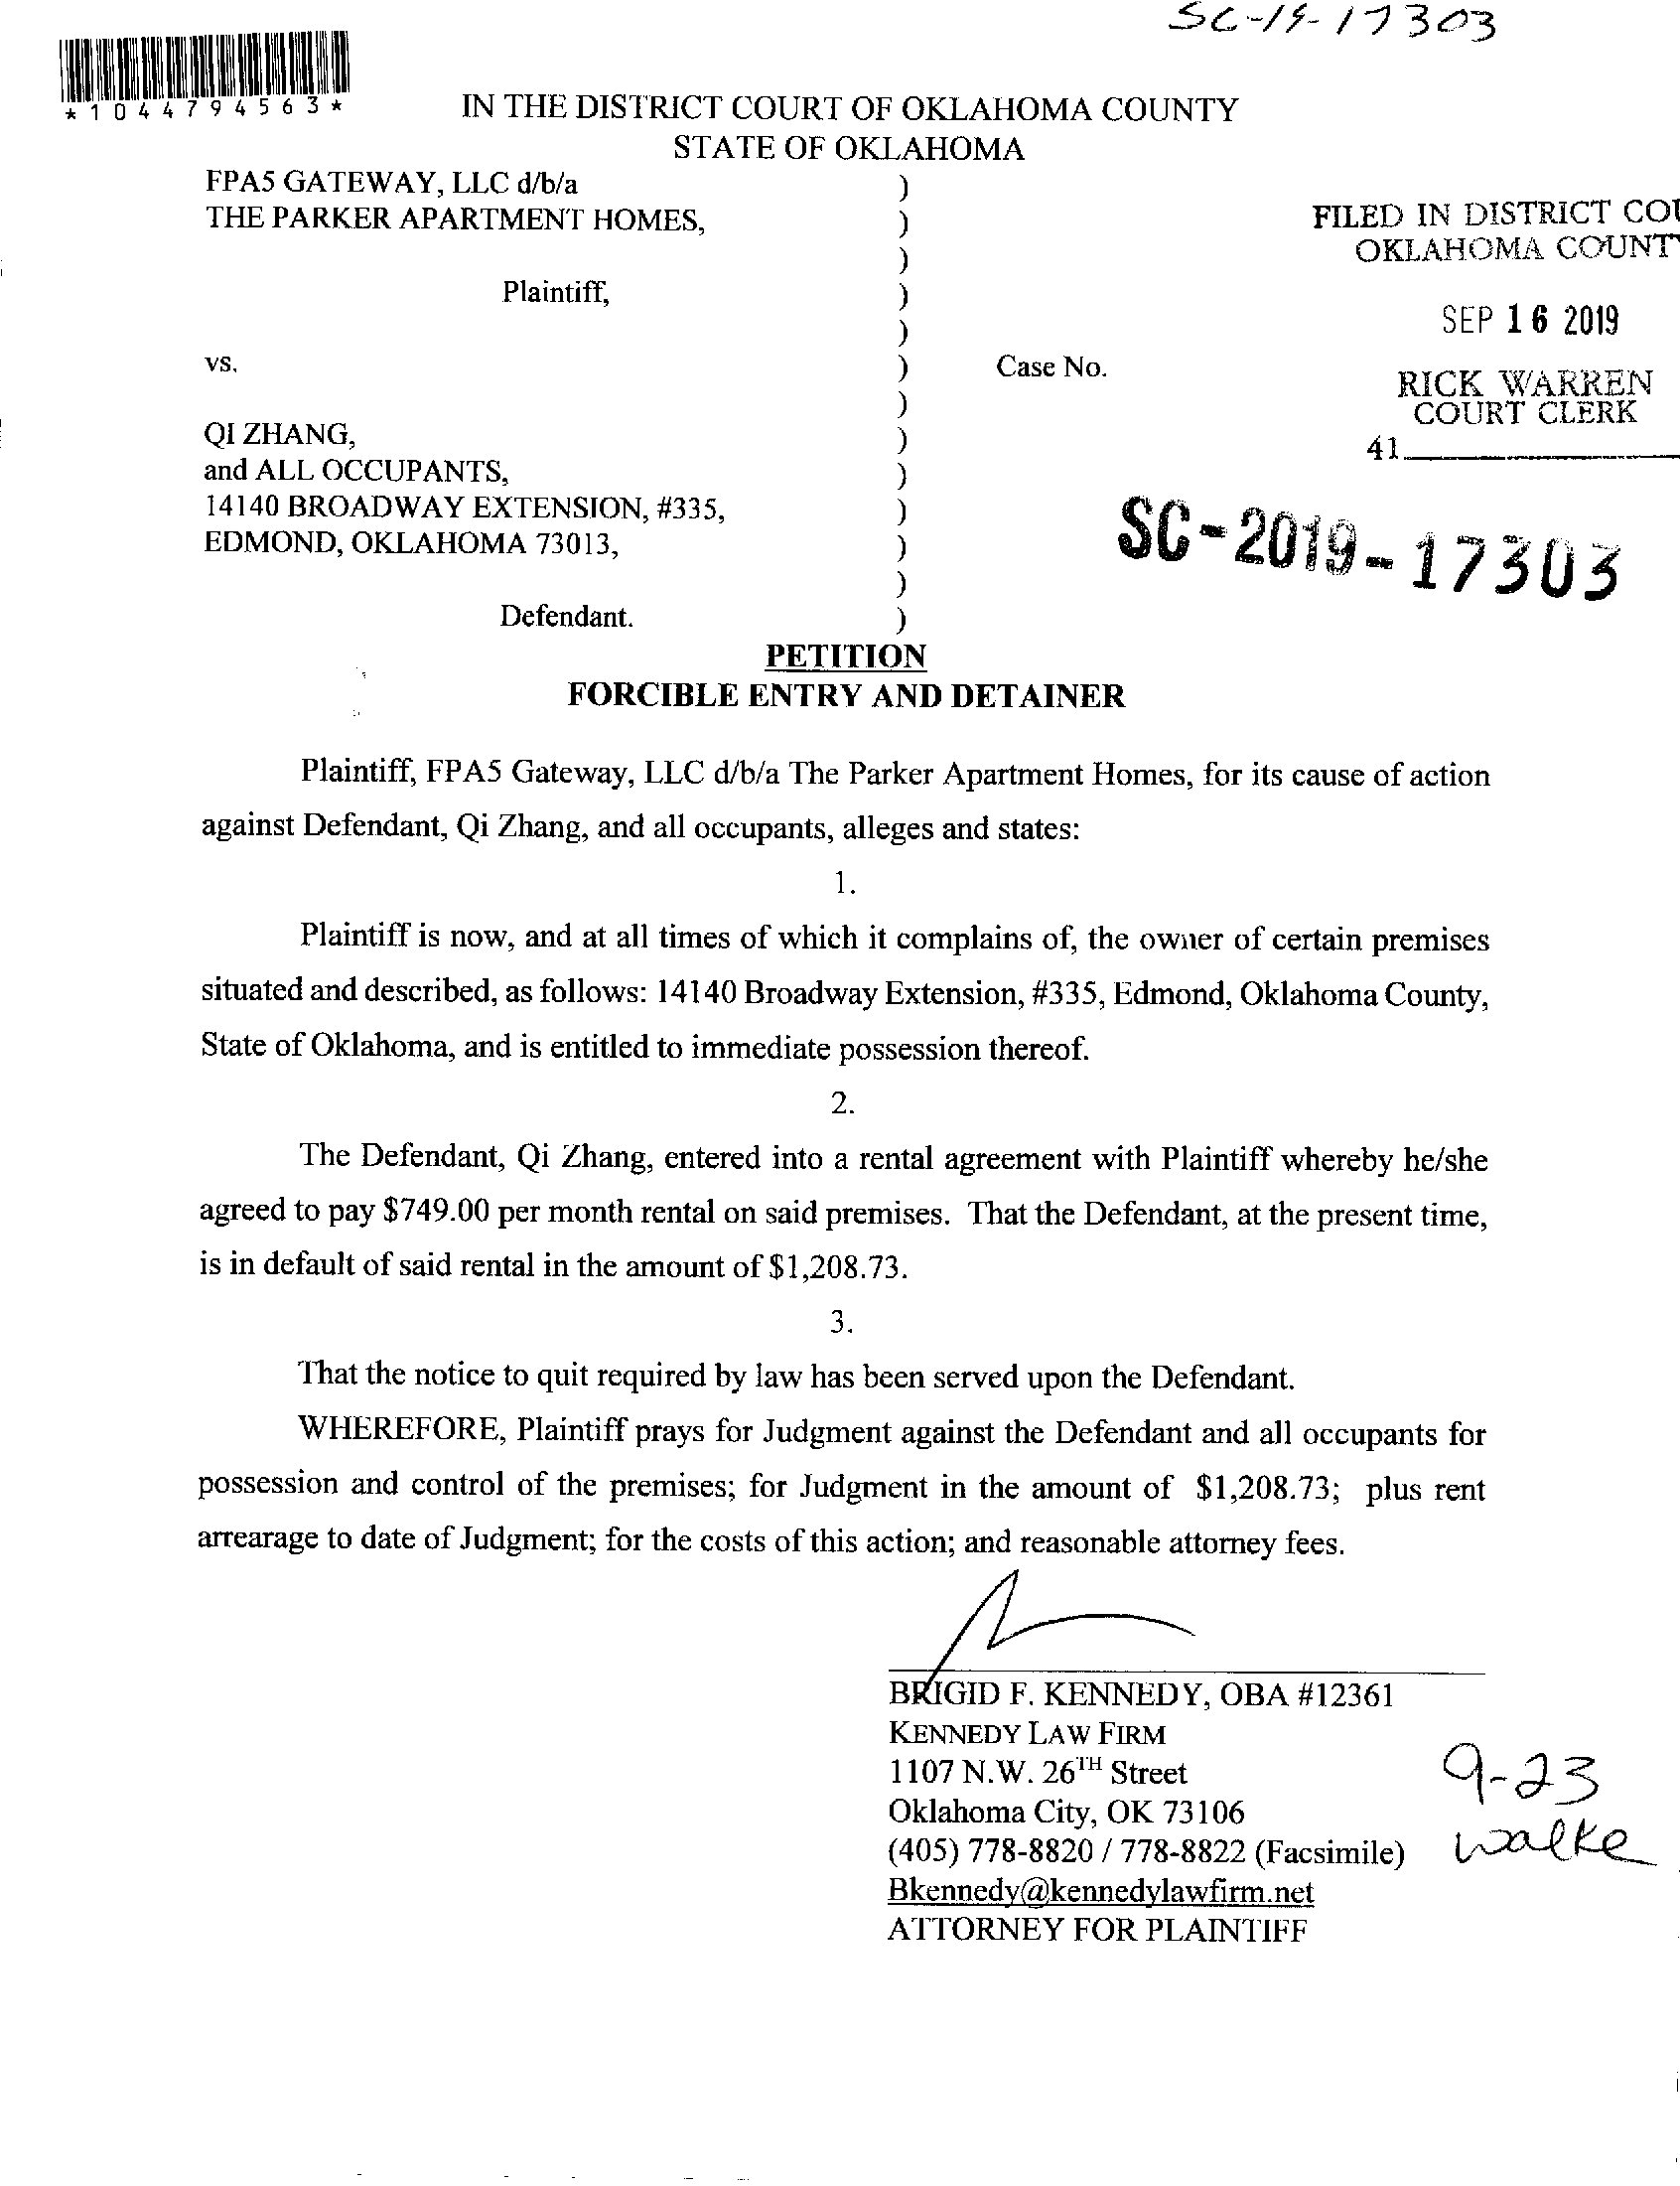 SC-19-17303
*1044794563*
IN THE DISTRICT COURT OF OKLAHOMA COUNTY
STATE OF OKLAHOMA
FPA5 GATEWAY, LLC d/b/a )
THE PARKER APARTMENT HOMES, )
)
Plaintiff, )
)
vs. ) Case No.
)
QI ZHANG, )
and ALL OCCUPANTS, )
14140 BROADWAY EXTENSION, #335, )
EDMOND, OKLAHOMA 73013, )
)
Defendant. )
FILED IN DISTRICT COU
OKLAHOMA COUNTY
SEP 16 2019
RICK WARREN
COURT CLERK
41
SC-2019-17303
PETITION
FORCIBLE ENTRY AND DETAINER
Plaintiff, FPA5 Gateway, LLC d/b/a The Parker Apartment Homes, for its cause of action
against Defendant, Qi Zhang, and all occupants, alleges and states:
1.
Plaintiff is now, and at all times of which it complains of, the owner of certain premises
situated and described, as follows: 14140 Broadway Extension, #335, Edmond, Oklahoma County,
State of Oklahoma, and is entitled to immediate possession thereof.
2.
The Defendant, Qi Zhang, entered into a rental agreement with Plaintiff whereby he/she
agreed to pay $749.00 per month rental on said premises. That the Defendant, at the present time,
is in default of said rental in the amount of $1,208.73.
3.
That the notice to quit required by law has been served upon the Defendant.
WHEREFORE, Plaintiff prays for Judgment against the Defendant and all occupants for
possession and control of the premises; for Judgment in the amount of $1,208.73; plus rent
arrearage to date of Judgment; for the costs of this action; and reasonable attorney fees.
BRIGID F. KENNEDY, OBA #12361
KENNEDY LAW FIRM
1107 N.W. 26TH Street
Oklahoma City, OK 73106
(405) 778-8820 / 778-8822 (Facsimile)
Bkennedy@kennedylawfirm.net
ATTORNEY FOR PLAINTIFF
9-23
walke